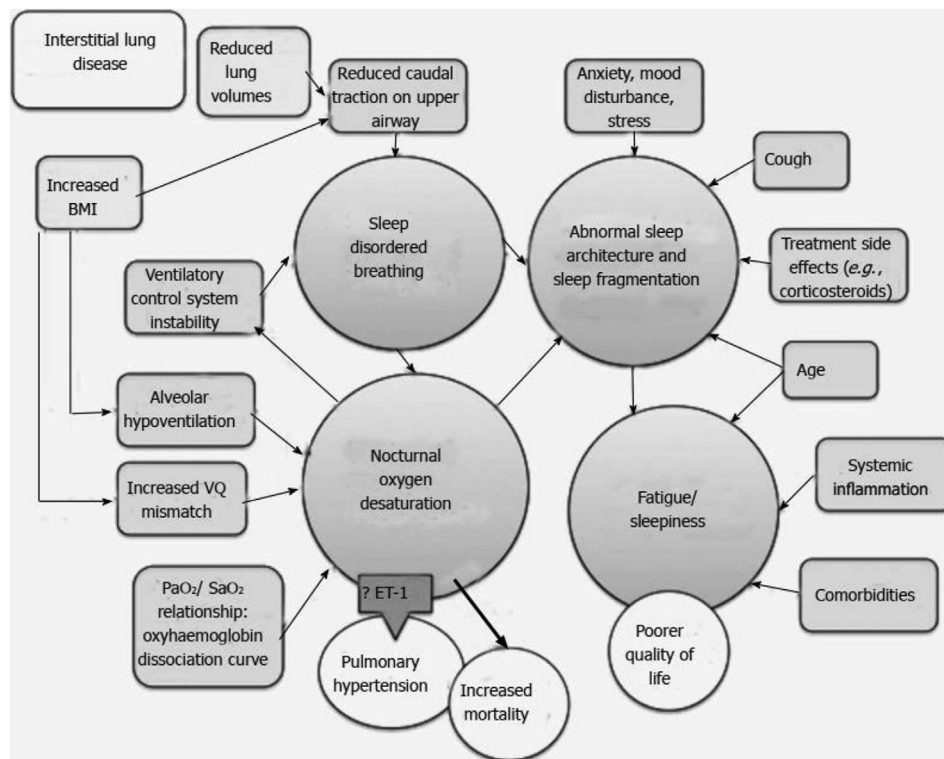 Interstitial lung
disease
Reduced
lung
volumes
Reduced caudal
traction on upper
airway
Anxiety, mood
disturbance,
stress
Cough
Increased
BMI
Sleep
disordered
breathing
Abnormal sleep
architecture and
sleep fragmentation
Treatment side
effects (e.g.,
corticosteroids)
Ventilatory
control system
instability
Age
Alveolar
hypoventilation
Nocturnal
oxygen
desaturation
Increased VQ
mismatch
Fatigue/
sleepiness
Systemic
inflammation
PaO₂/ SaO₂
relationship:
oxyhaemoglobin
dissociation curve
? ET-1
Comorbidities
Pulmonary
hypertension
Increased
mortality
Poorer
quality of
life